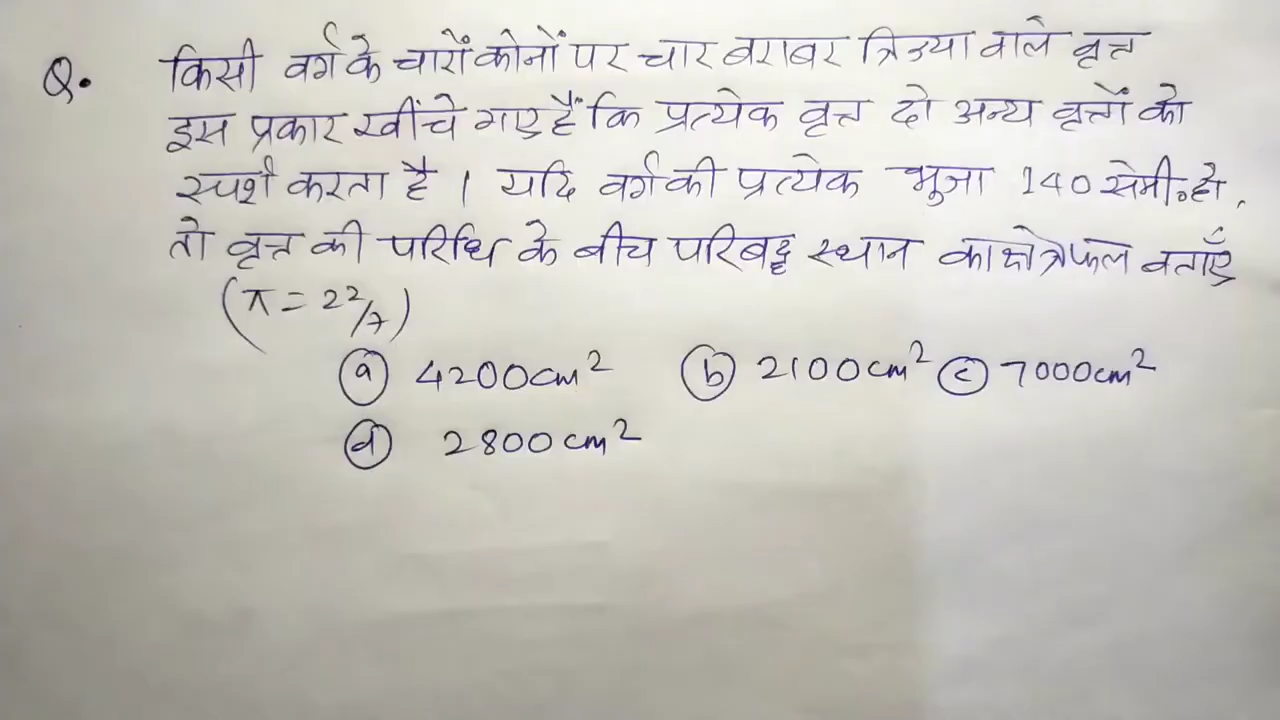 Q. किसी वर्ग के चारों कोनों पर चार बराबर त्रिज्या वाले वृत्त
इस प्रकार खींचे गए हैं कि प्रत्येक वृत्त दो अन्य वृत्तों को
स्पर्श करता है । यदि वर्ग की प्रत्येक भुजा 140 सेमी. हो,
तो वृत्त की परिधि के बीच परिबद्ध स्थान का क्षेत्रफल बताएँ
(π = 22/7)
(a) 4200cm² (b) 2100cm² (c) 7000cm²
(d) 2800cm²